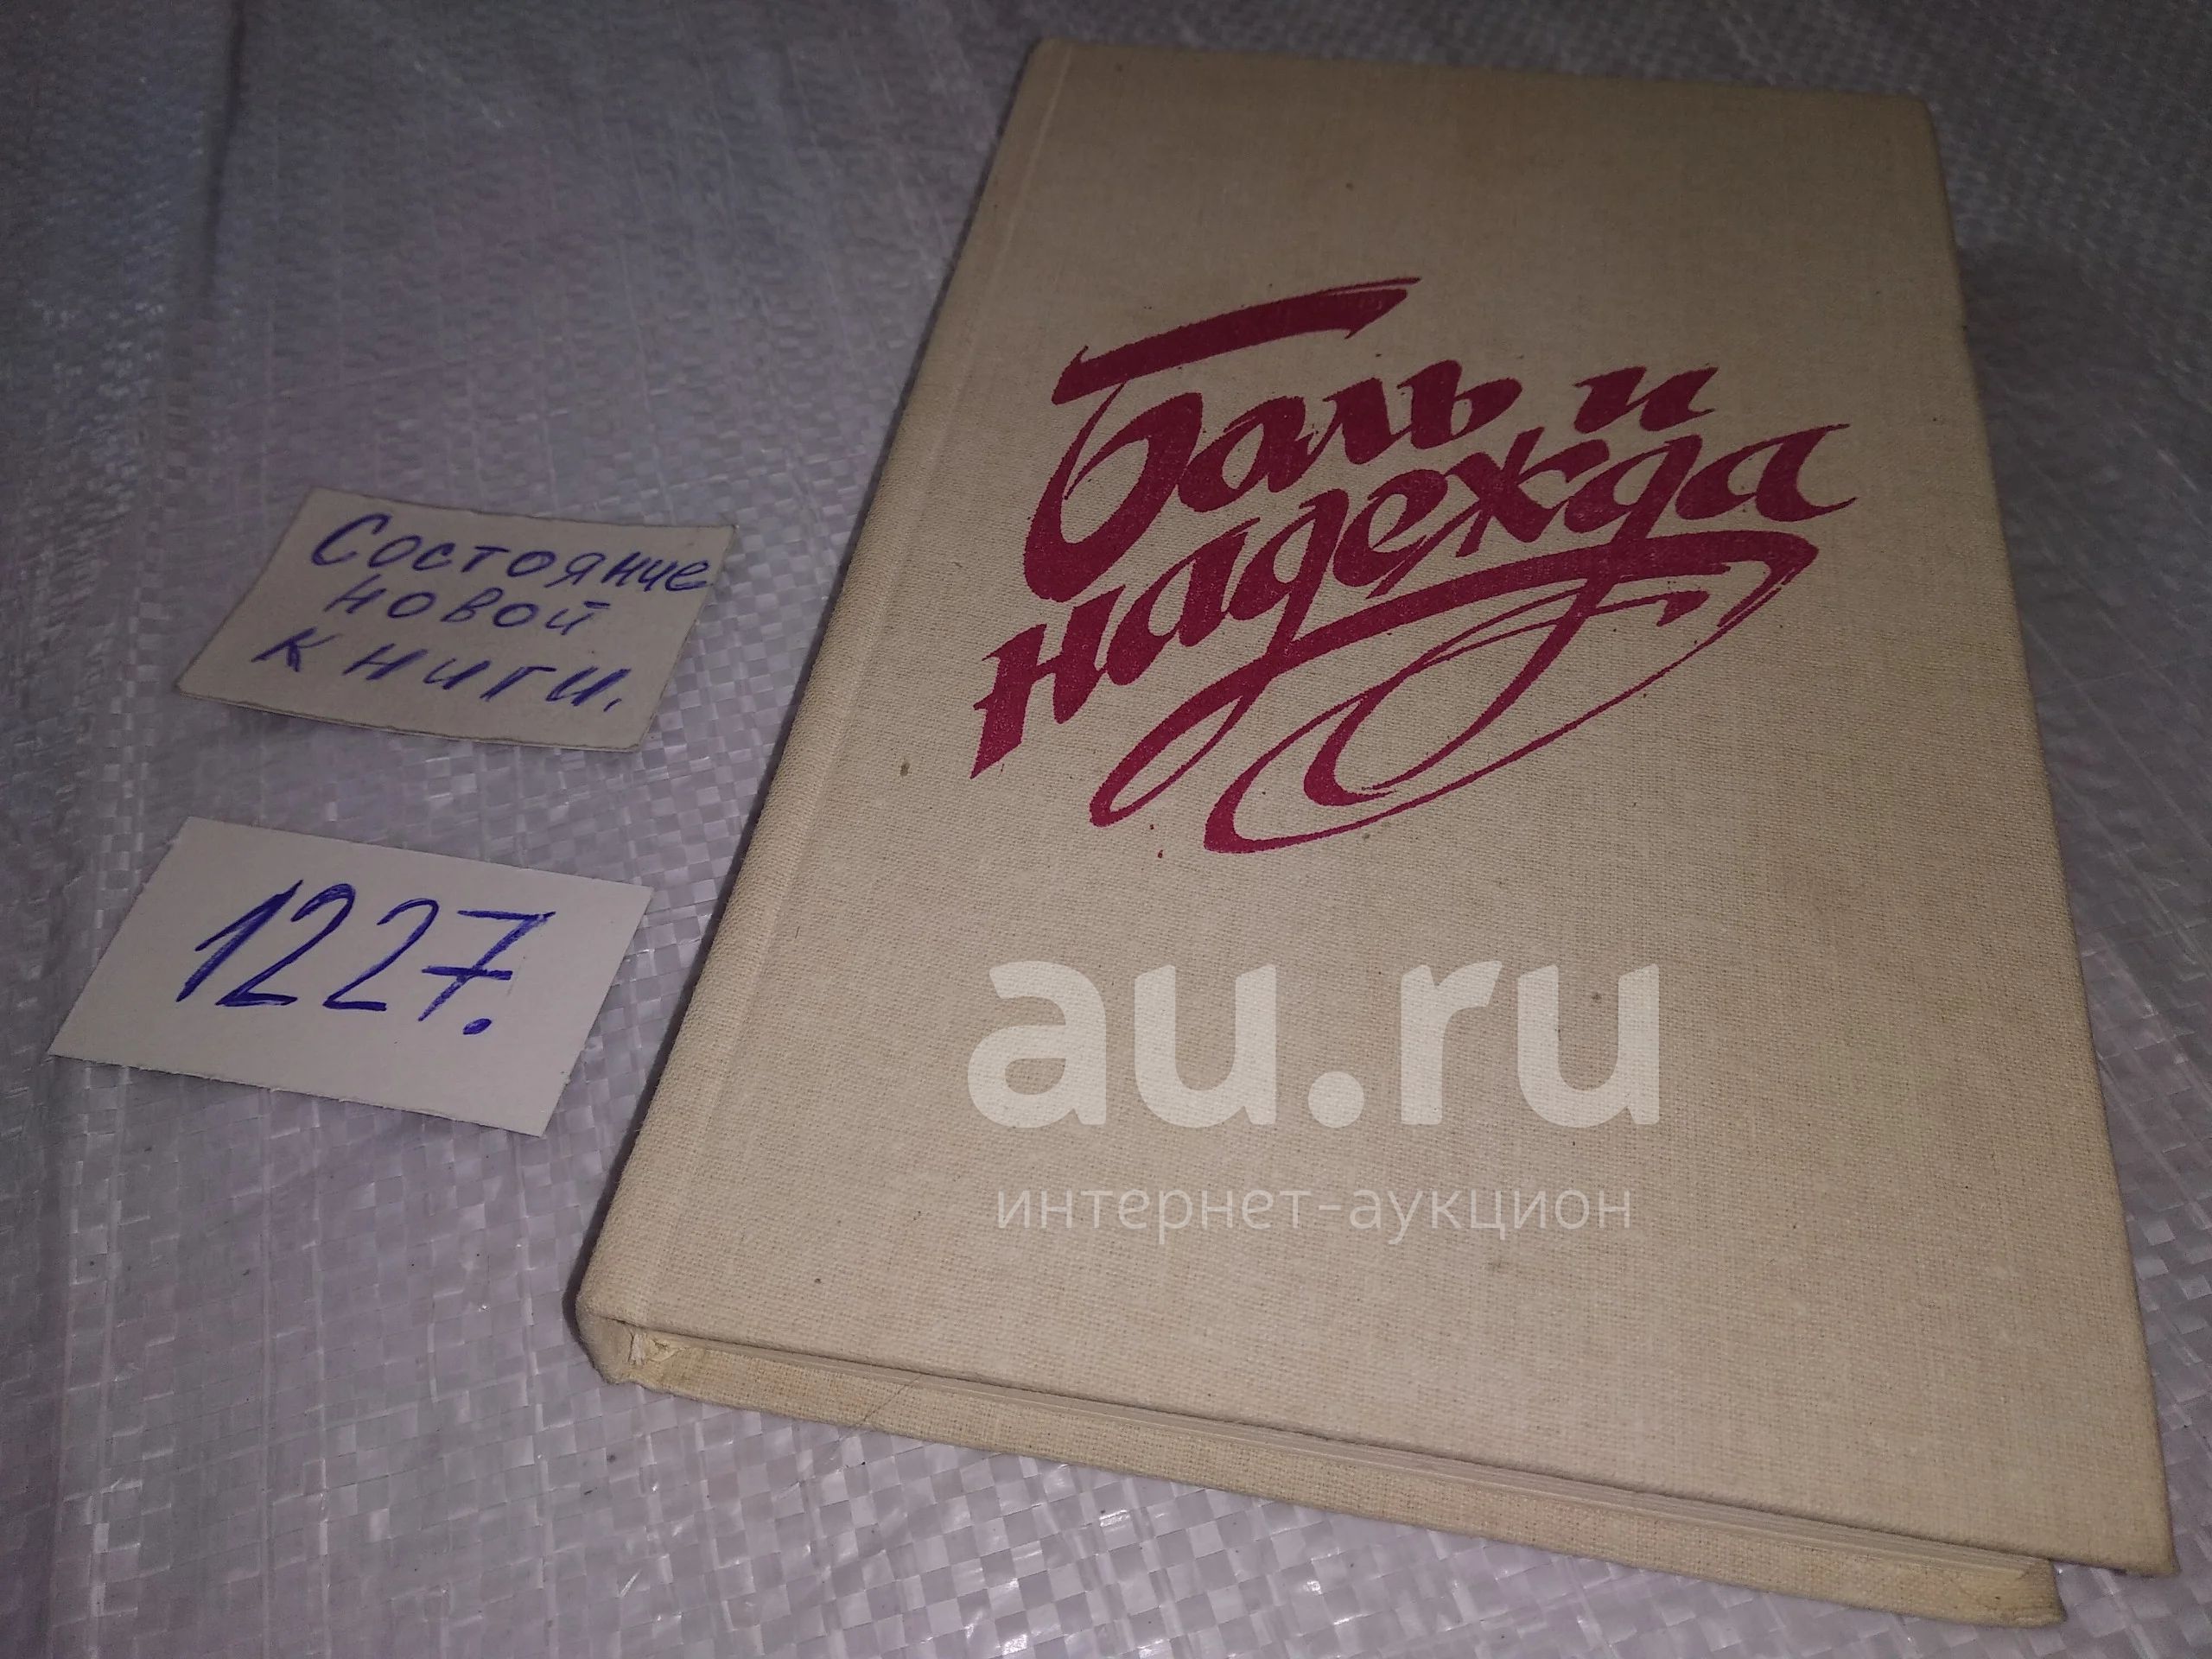 Боль и
надежда
Состояние
новой
книги.
1227.
au.ru
интернет-аукцион